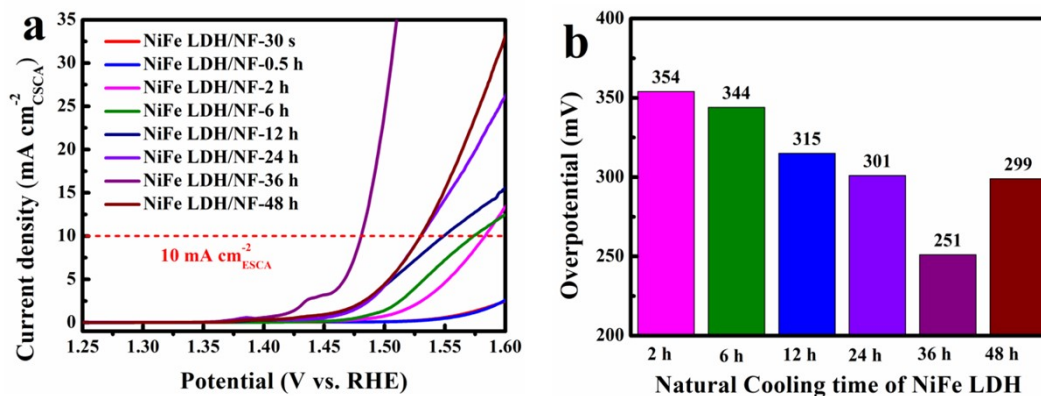 a
Current density (mA cm⁻²CSCA)
35
30
25
20
15
10
5
0
NiFe LDH/NF-30 s
NiFe LDH/NF-0.5 h
NiFe LDH/NF-2 h
NiFe LDH/NF-6 h
NiFe LDH/NF-12 h
NiFe LDH/NF-24 h
NiFe LDH/NF-36 h
NiFe LDH/NF-48 h
10 mA cm⁻²ESCA
1.25 1.30 1.35 1.40 1.45 1.50 1.55 1.60
Potential (V vs. RHE)
b
Overpotential (mV)
400
350
300
250
200
354
344
315
301
251
299
2 h 6 h 12 h 24 h 36 h 48 h
Natural Cooling time of NiFe LDH